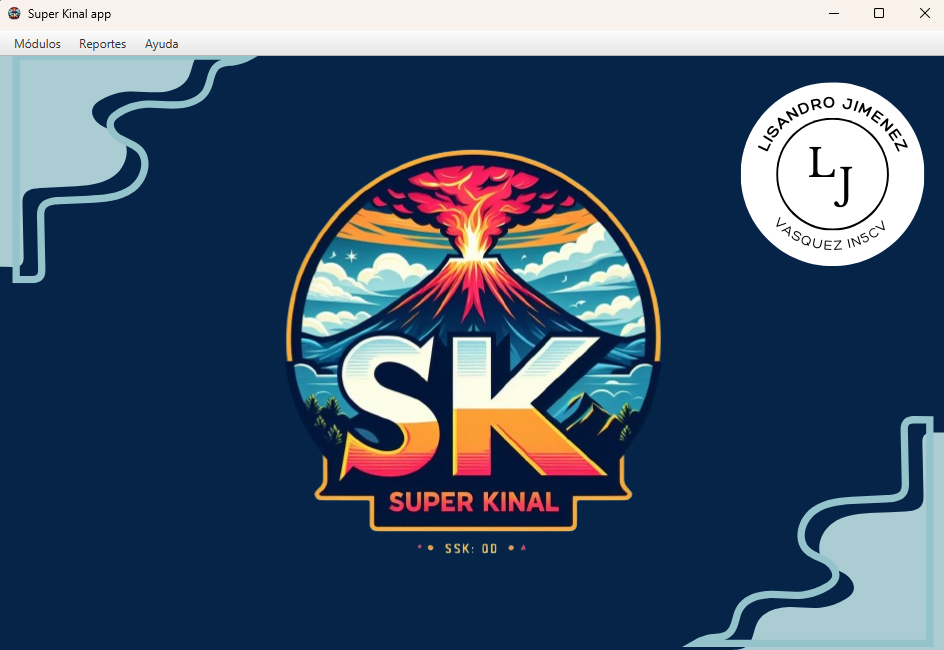 Super Kinal app
Módulos Reportes Ayuda
LISANDRO JIMENEZ
LJ
VASQUEZ IN5CV
SK
SUPER KINAL
SSK: OD